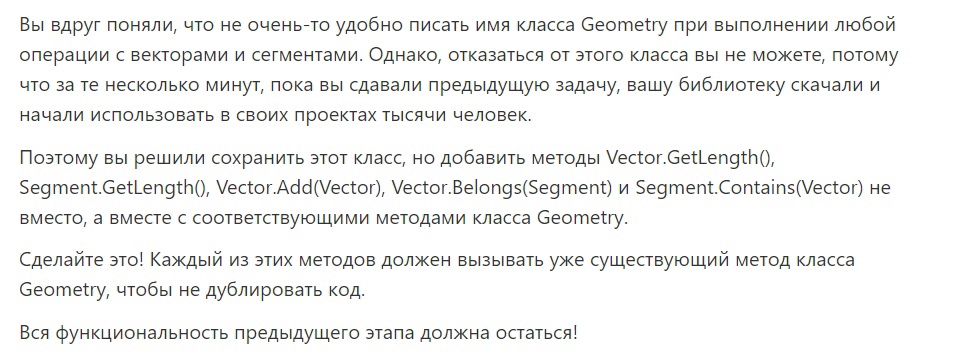 Вы вдруг поняли, что не очень-то удобно писать имя класса Geometry при выполнении любой
операции с векторами и сегментами. Однако, отказаться от этого класса вы не можете, потому
что за те несколько минут, пока вы сдавали предыдущую задачу, вашу библиотеку скачали и
начали использовать в своих проектах тысячи человек.
Поэтому вы решили сохранить этот класс, но добавить методы Vector.GetLength(),
Segment.GetLength(), Vector.Add(Vector), Vector.Belongs(Segment) и Segment.Contains(Vector) не
вместо, а вместе с соответствующими методами класса Geometry.
Сделайте это! Каждый из этих методов должен вызывать уже существующий метод класса
Geometry, чтобы не дублировать код.
Вся функциональность предыдущего этапа должна остаться!